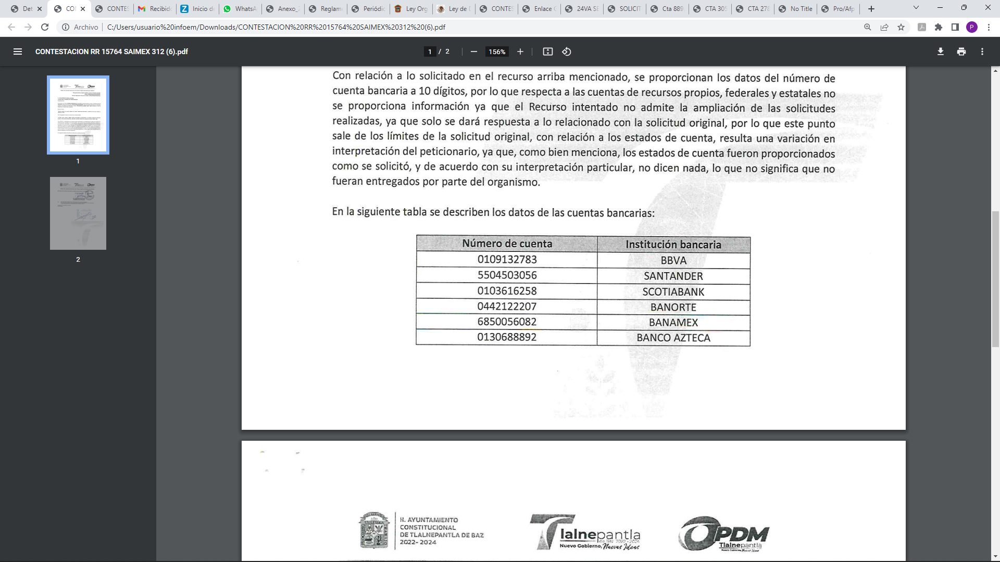 Det
CO
CONTES
Recibido
Inicio de
WhatsA
Anexo_2
Reglam
Periódic
Ley Org
Ley de
CONTES
Enlace
24VA SE
SOLICIT
Cta 889
CTA 305
CTA 278
No Title
Pro/Afp
Archivo
C:/Users/usuario%20infoem/Downloads/CONTESTACION%20RR%2015764%20SAIMEX%20312%20(6).pdf
P
CONTESTACION RR 15764 SAIMEX 312 (6).pdf
1 / 2
156%
1
2
Con relación a lo solicitado en el recurso arriba mencionado, se proporcionan los datos del número de
cuenta bancaria a 10 dígitos, por lo que respecta a las cuentas de recursos propios, federales y estatales no
se proporciona información ya que el Recurso intentado no admite la ampliación de las solicitudes
realizadas, ya que solo se dará respuesta a lo relacionado con la solicitud original, por lo que este punto
sale de los límites de la solicitud original, con relación a los estados de cuenta, resulta una variación en
interpretación del peticionario, ya que, como bien menciona, los estados de cuenta fueron proporcionados
como se solicitó, y de acuerdo con su interpretación particular, no dicen nada, lo que no significa que no
fueran entregados por parte del organismo.
En la siguiente tabla se describen los datos de las cuentas bancarias:
Número de cuenta Institución bancaria
0109132783 BBVA
5504503056 SANTANDER
0103616258 SCOTIABANK
0442122207 BANORTE
6850056082 BANAMEX
0130688892 BANCO AZTECA
H. AYUNTAMIENTO
CONSTITUCIONAL
DE TLALNEPANTLA DE BAZ
2022- 2024
Tlalnepantla
de Baz 2022 - 2024
Nuevo Gobierno, Nuevas Ideas
OPDM
Tlalnepantla